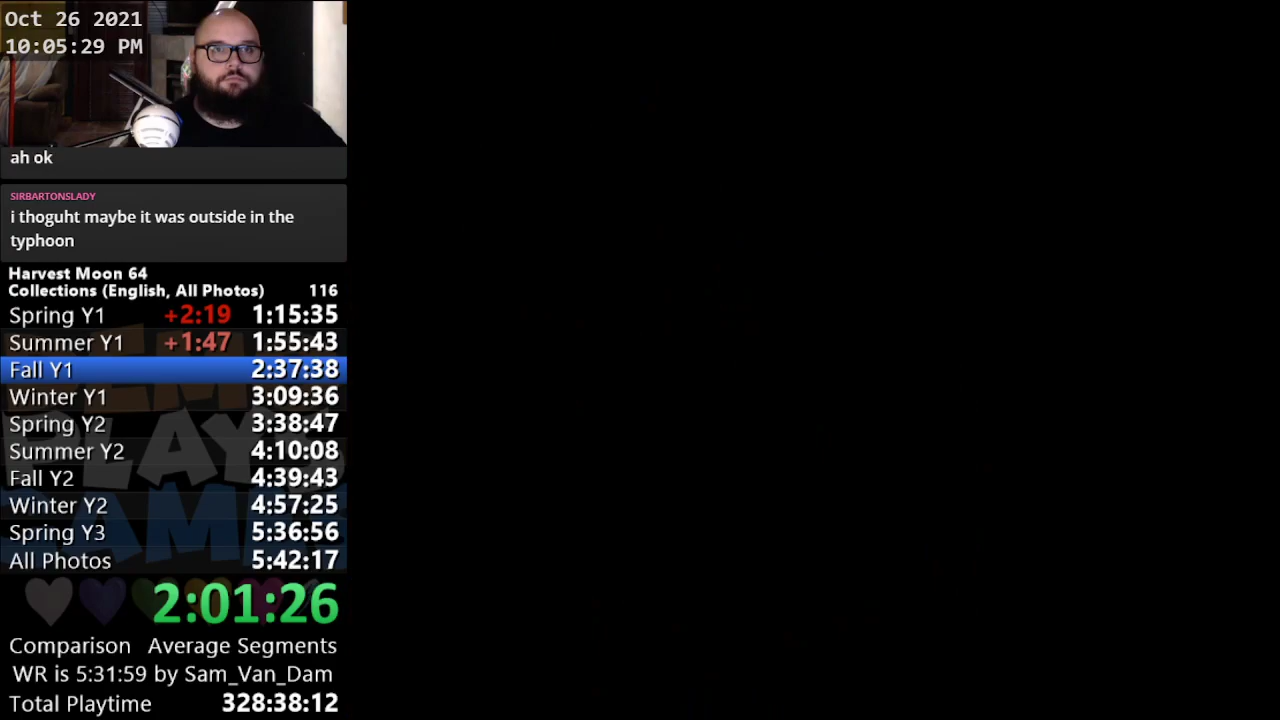 Oct 26 2021
10:05:29 PM
ah ok
SIRBARTONSLADY
i thoguht maybe it was outside in the
typhoon
Harvest Moon 64
Collections (English, All Photos) 116
Spring Y1 +2:19 1:15:35
Summer Y1 +1:47 1:55:43
Fall Y1 2:37:38
Winter Y1 3:09:36
Spring Y2 3:38:47
Summer Y2 4:10:08
Fall Y2 4:39:43
Winter Y2 4:57:25
Spring Y3 5:36:56
All Photos 5:42:17
2:01:26
Comparison Average Segments
WR is 5:31:59 by Sam_Van_Dam
Total Playtime 328:38:12